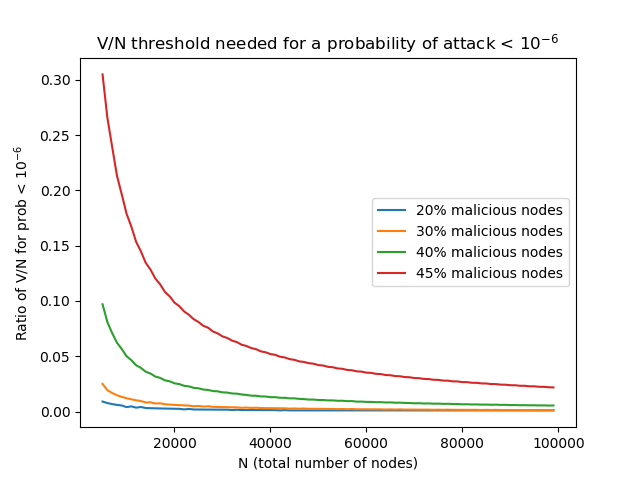 V/N threshold needed for a probability of attack < 10⁻⁶
Ratio of V/N for prob < 10⁻⁶
0.30
0.25
0.20
0.15
0.10
0.05
0.00
20% malicious nodes
30% malicious nodes
40% malicious nodes
45% malicious nodes
20000 40000 60000 80000 100000
N (total number of nodes)